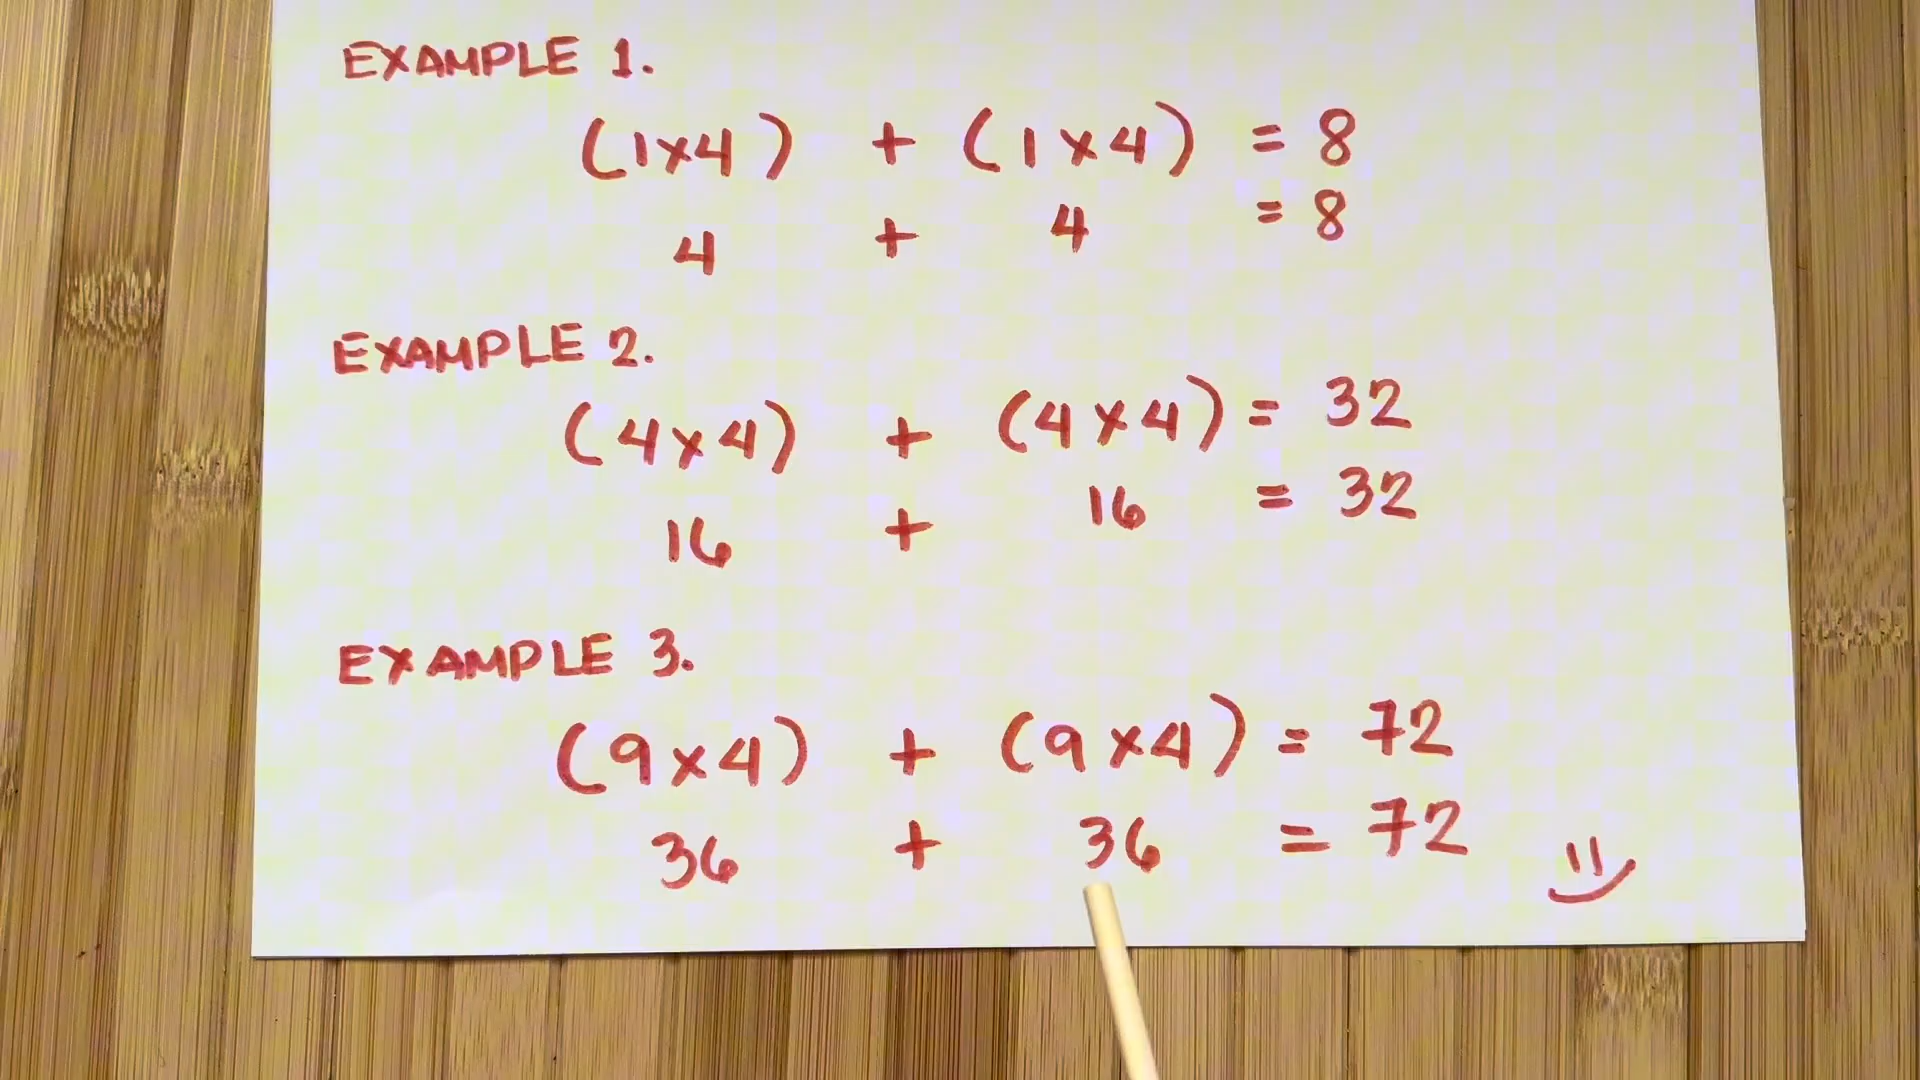 EXAMPLE 1.
(1x4) + (1x4) = 8
4 + 4 = 8
EXAMPLE 2.
(4x4) + (4x4) = 32
16 + 16 = 32
EXAMPLE 3.
(9x4) + (9x4) = 72
36 + 36 = 72